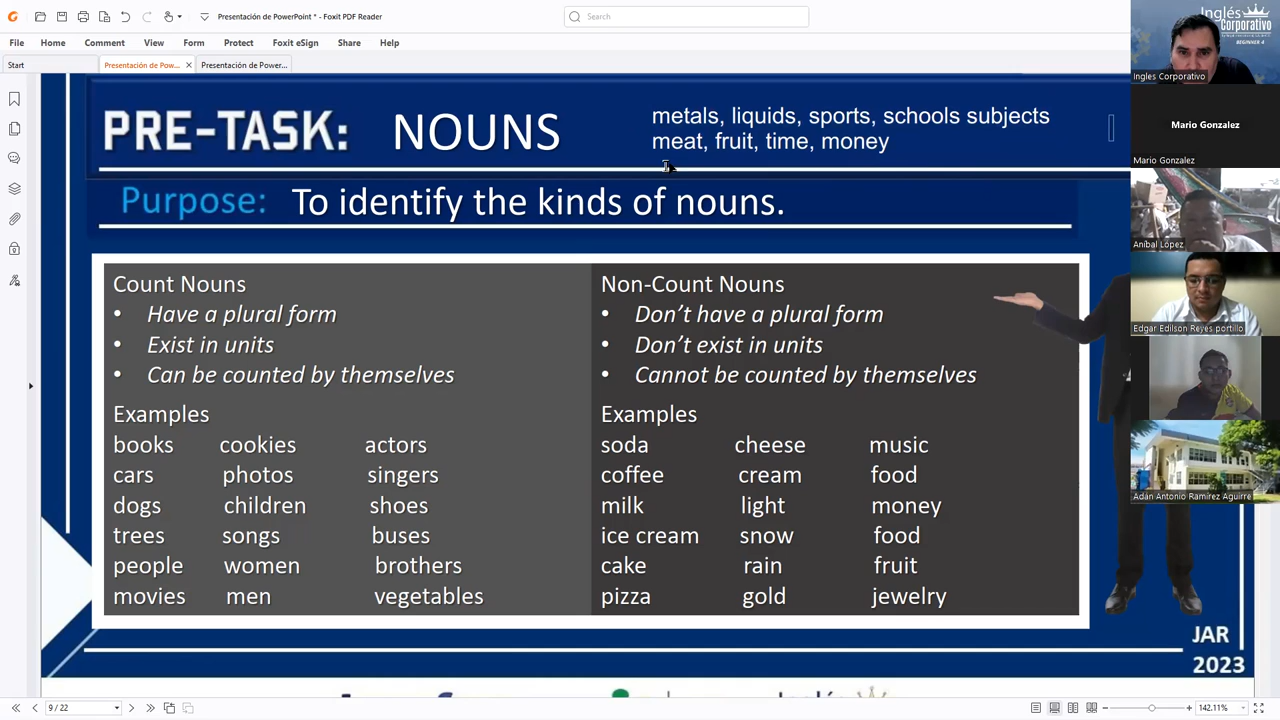 Presentación de PowerPoint * - Foxit PDF Reader
Search
File Home Comment View Form Protect Foxit eSign Share Help
Start Presentación de Pow... Presentación de Power...
PRE-TASK: NOUNS
metals, liquids, sports, schools subjects
meat, fruit, time, money
Purpose: To identify the kinds of nouns.
Count Nouns
• Have a plural form
• Exist in units
• Can be counted by themselves
Examples
books cookies actors
cars photos singers
dogs children shoes
trees songs buses
people women brothers
movies men vegetables
Non-Count Nouns
• Don't have a plural form
• Don't exist in units
• Cannot be counted by themselves
Examples
soda cheese music
coffee cream food
milk light money
ice cream snow food
cake rain fruit
pizza gold jewelry
JAR
2023
Inglés
Corporativo
BEGINNER 4
Ingles Corporativo
Mario Gonzalez
Mario Gonzalez
Aníbal López
Edgar Edilson Reyes portillo
Adán Antonio Ramírez Aguirre
9 / 22
142.11%